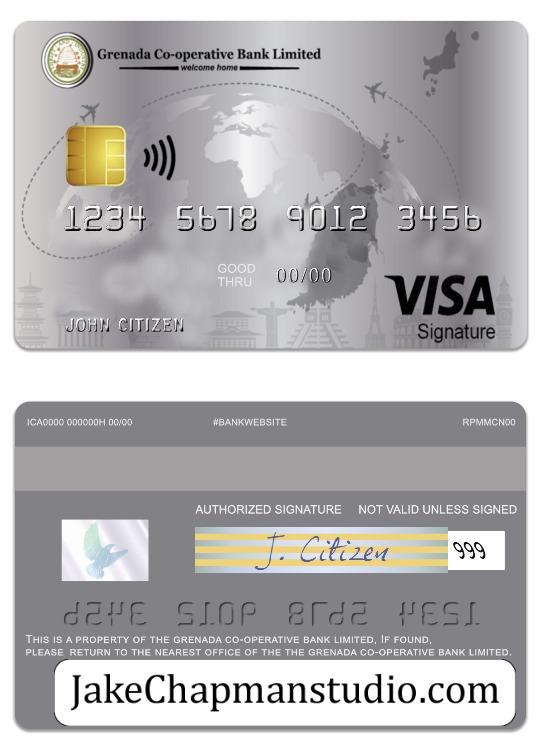 Grenada Co-operative Bank Limited
welcome home
1234 5678 9012 3456
GOOD THRU 00/00
VISA
JOHN CITIZEN
Signature
ICA0000 000000H 00/00 #BANKWEBSITE RPMMCN00
AUTHORIZED SIGNATURE NOT VALID UNLESS SIGNED
J. Citizen 999
THIS IS A PROPERTY OF THE GRENADA CO-OPERATIVE BANK LIMITED, IF FOUND,
PLEASE RETURN TO THE NEAREST OFFICE OF THE THE GRENADA CO-OPERATIVE BANK LIMITED.
JakeChapmanstudio.com